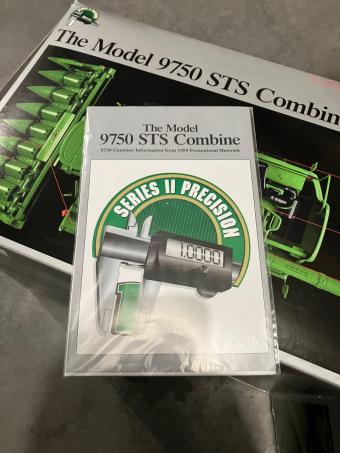 The Model 9750 STS Combin
The Model
9750 STS Combine
9750 Combine Information from 1999 Promotional Materials
SERIES II PRECISION
1.0000